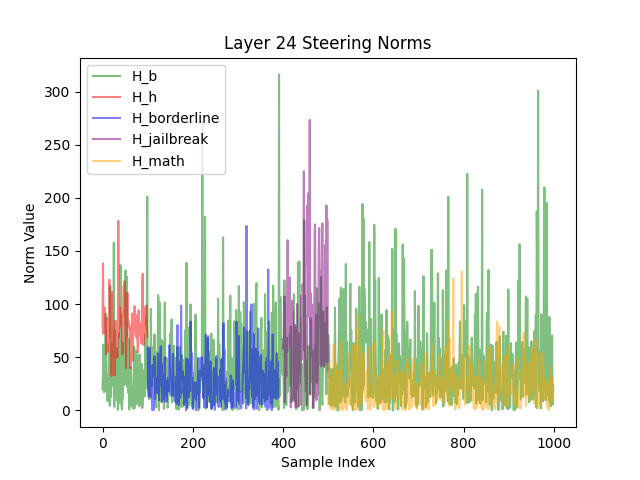 Layer 24 Steering Norms
H_b
H_h
H_borderline
H_jailbreak
H_math
Norm Value
300
250
200
150
100
50
0
0 200 400 600 800 1000
Sample Index